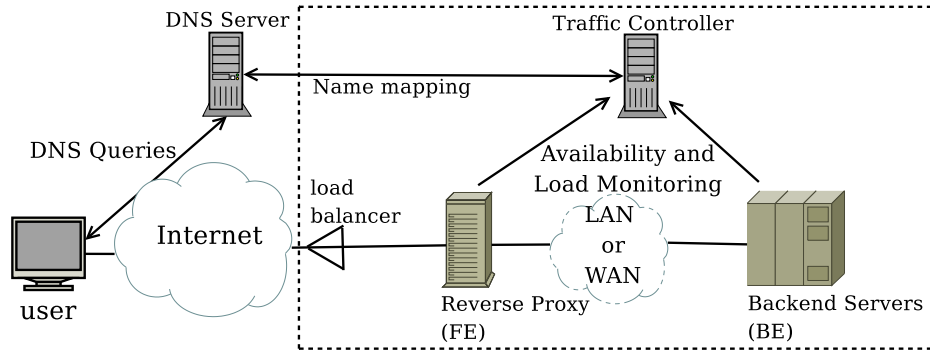 DNS Server
Traffic Controller
Name mapping
DNS Queries
Availability and
Load Monitoring
load
balancer
Internet
LAN
or
WAN
user
Reverse Proxy
(FE)
Backend Servers
(BE)